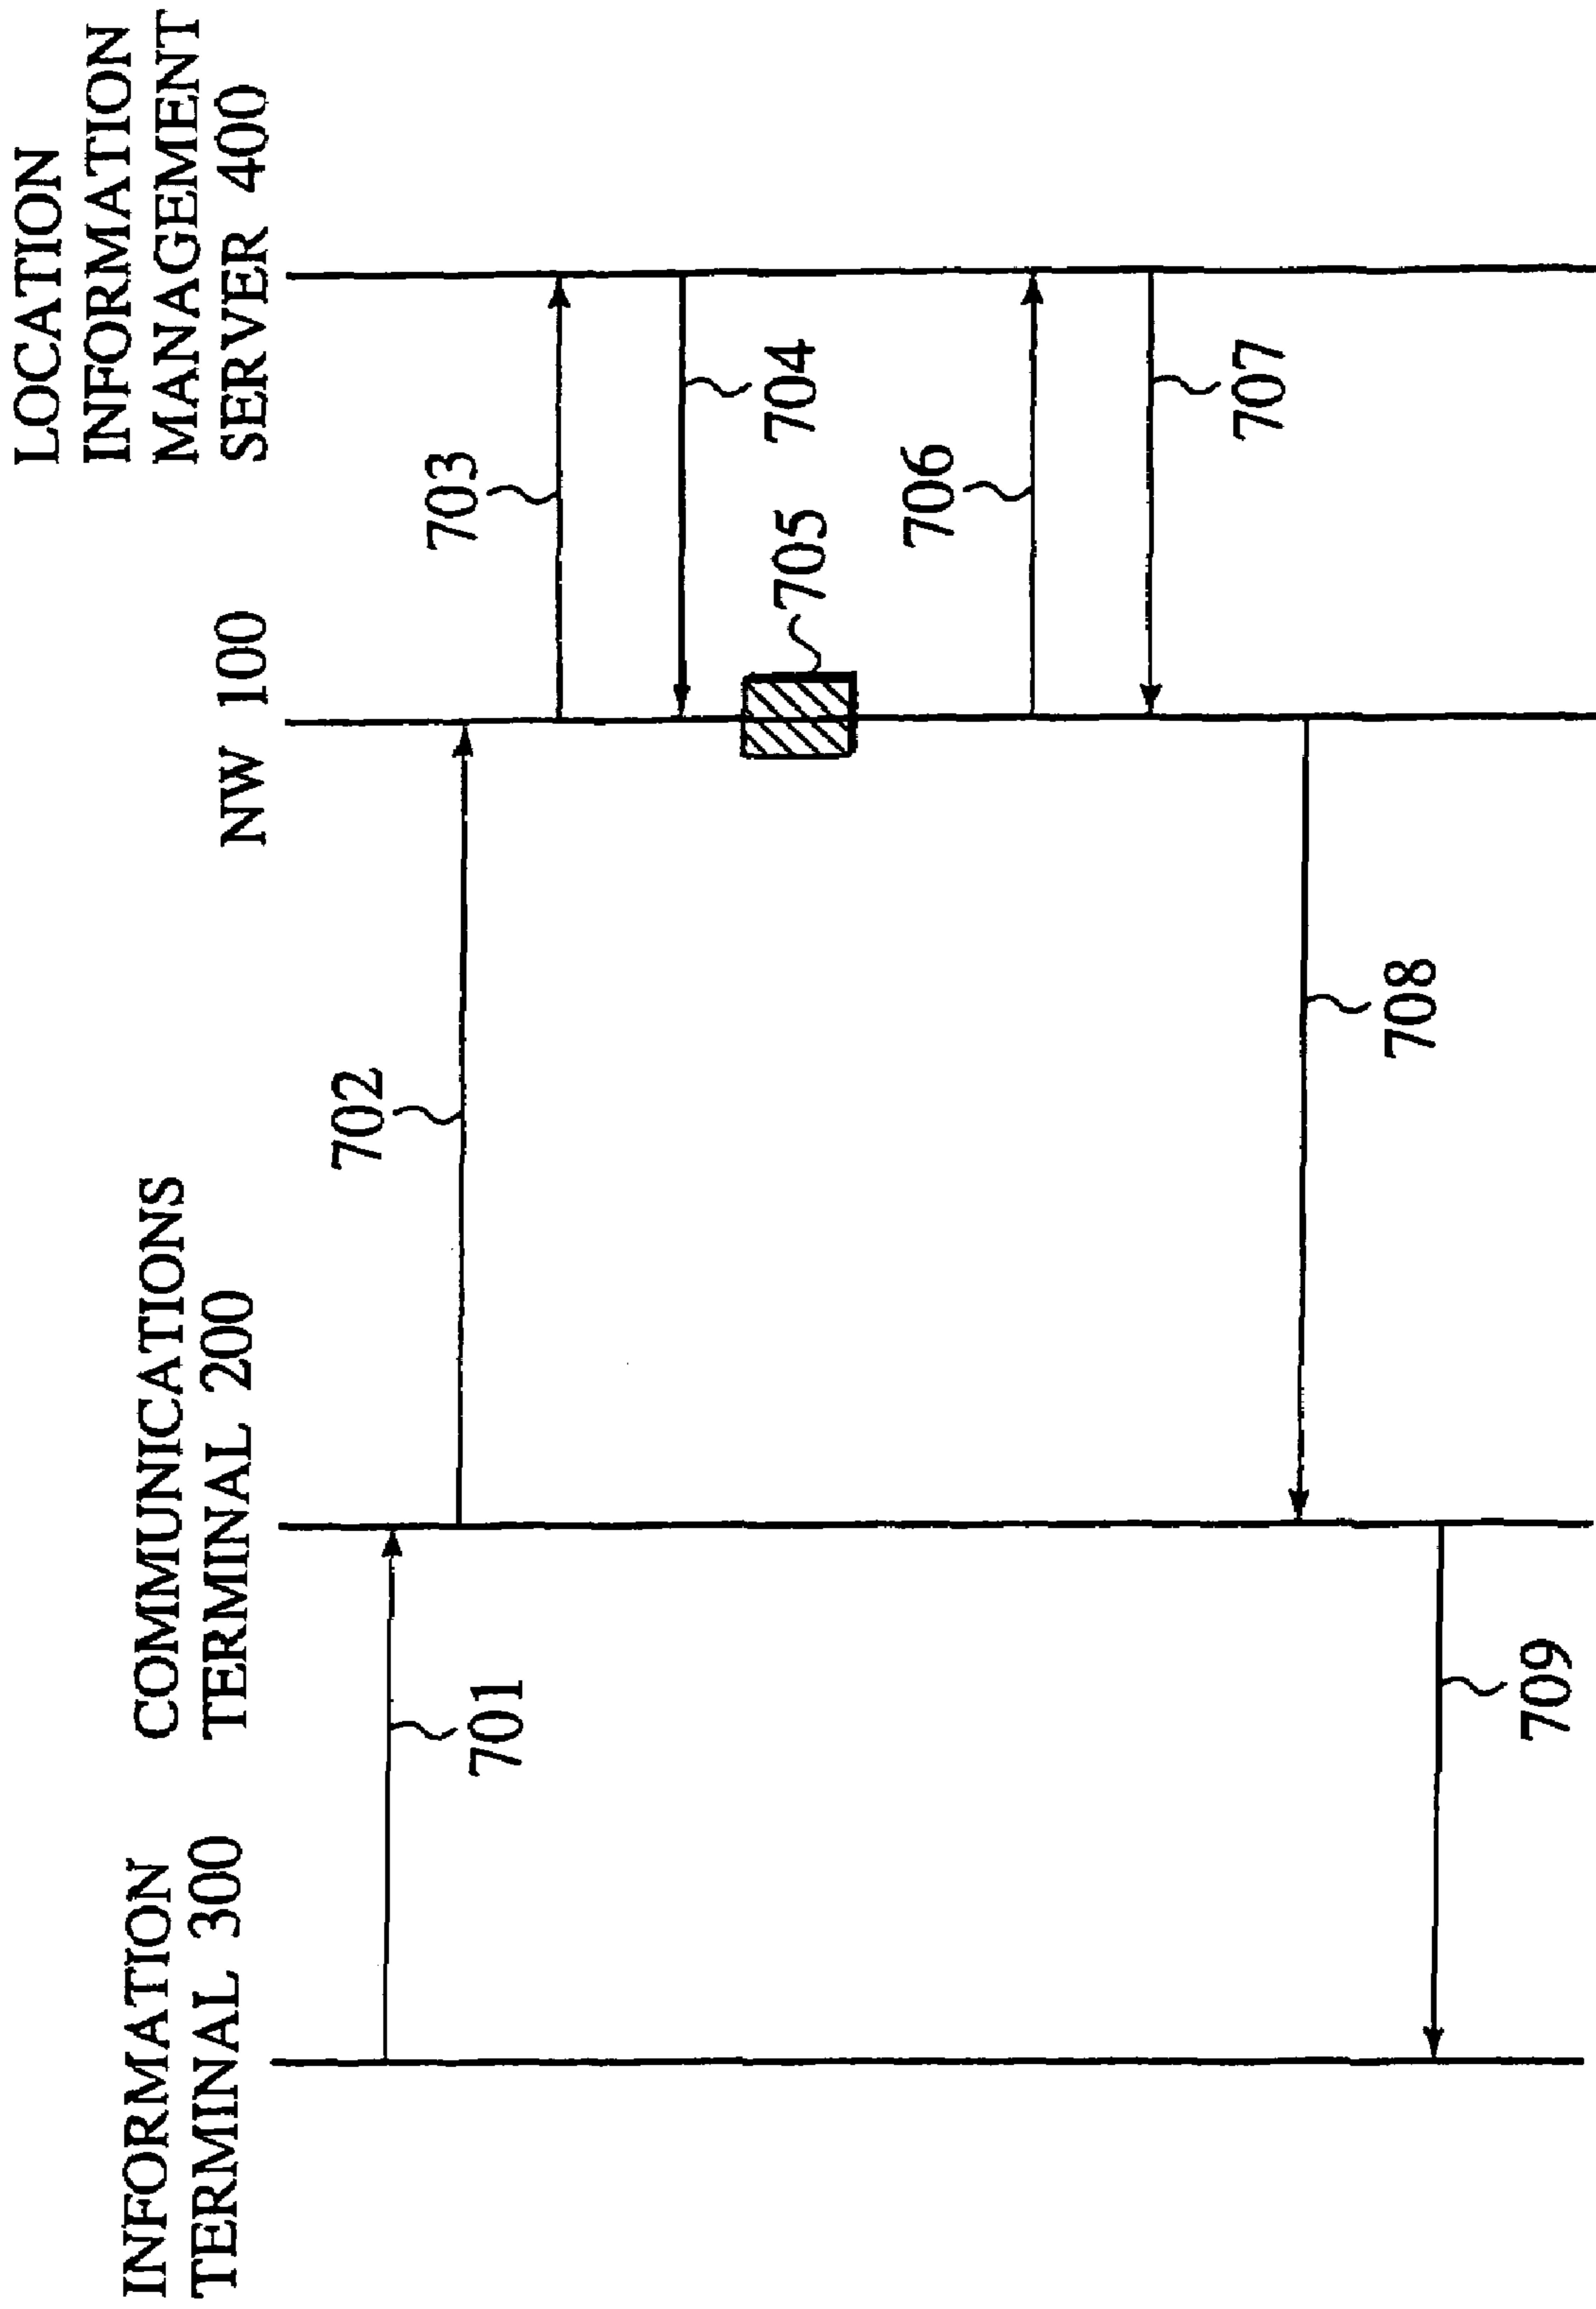 INFORMATION
TERMINAL 300
COMMUNICATIONS
TERMINAL 200
NW 100
LOCATION
INFORMATION
MANAGEMENT
SERVER 400
701
702
703
704
705
706
707
708
709